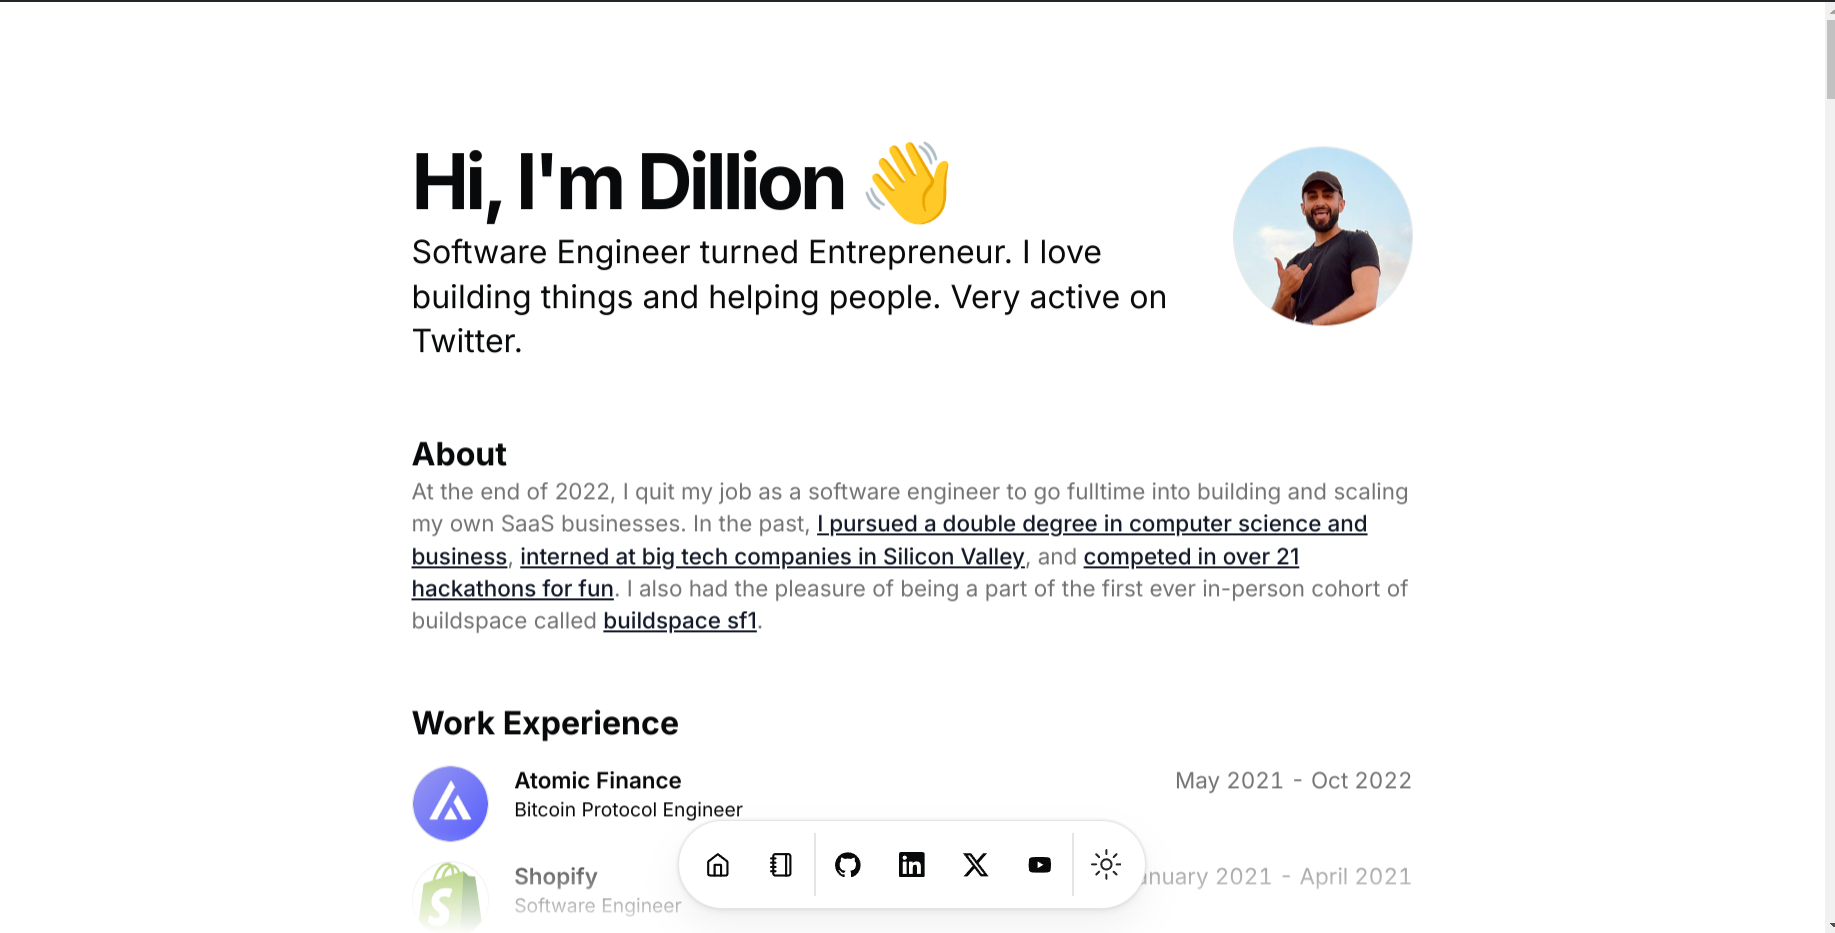 Hi, I'm Dillion 👋
Software Engineer turned Entrepreneur. I love
building things and helping people. Very active on
Twitter.
About
At the end of 2022, I quit my job as a software engineer to go fulltime into building and scaling
my own SaaS businesses. In the past, I pursued a double degree in computer science and
business, interned at big tech companies in Silicon Valley, and competed in over 21
hackathons for fun. I also had the pleasure of being a part of the first ever in-person cohort of
buildspace called buildspace sf1.
Work Experience
Atomic Finance
May 2021 - Oct 2022
Bitcoin Protocol Engineer
Shopify
2021 - April 2021
Software Engineer